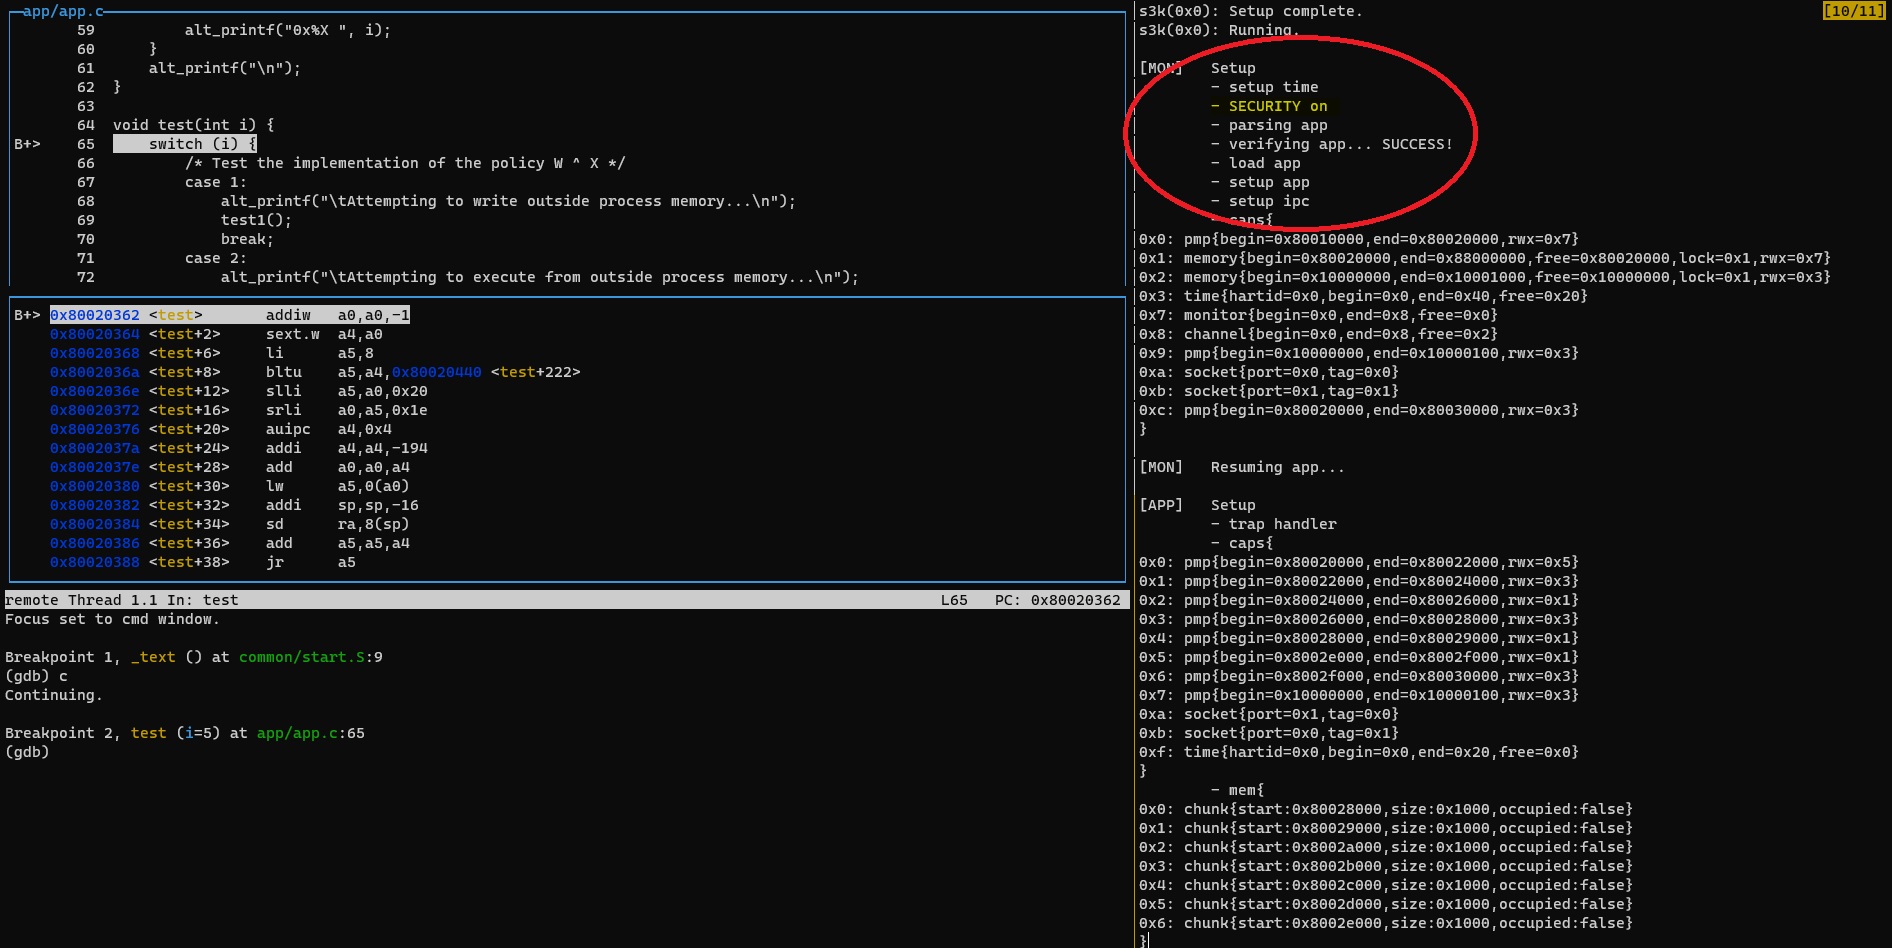 app/app.c
59 alt_printf("0x%X ", i);
60 }
61 alt_printf("\n");
62 }
63
64 void test(int i) {
B+> 65 switch (i) {
66 /* Test the implementation of the policy W ^ X */
67 case 1:
68 alt_printf("\tAttempting to write outside process memory...\n");
69 test1();
70 break;
71 case 2:
72 alt_printf("\tAttempting to execute from outside process memory...\n");
B+> 0x80020362 <test> addiw a0,a0,-1
0x80020364 <test+2> sext.w a4,a0
0x80020368 <test+6> li a5,8
0x8002036a <test+8> bltu a5,a4,0x80020440 <test+222>
0x8002036e <test+12> slli a5,a0,0x20
0x80020372 <test+16> srli a0,a5,0x1e
0x80020376 <test+20> auipc a4,0x4
0x8002037a <test+24> addi a4,a4,-194
0x8002037e <test+28> add a0,a0,a4
0x80020380 <test+30> lw a5,0(a0)
0x80020382 <test+32> addi sp,sp,-16
0x80020384 <test+34> sd ra,8(sp)
0x80020386 <test+36> add a5,a5,a4
0x80020388 <test+38> jr a5
remote Thread 1.1 In: test L65 PC: 0x80020362
Focus set to cmd window.
Breakpoint 1, _text () at common/start.S:9
(gdb) c
Continuing.
Breakpoint 2, test (i=5) at app/app.c:65
(gdb)
s3k(0x0): Setup complete.
[10/11]
s3k(0x0): Running.
[MON] Setup
- setup time
- SECURITY on
- parsing app
- verifying app... SUCCESS!
- load app
- setup app
- setup ipc
- caps{
0x0: pmp{begin=0x80010000,end=0x80020000,rwx=0x7}
0x1: memory{begin=0x80020000,end=0x88000000,free=0x80020000,lock=0x1,rwx=0x7}
0x2: memory{begin=0x10000000,end=0x10001000,free=0x10000000,lock=0x1,rwx=0x3}
0x3: time{hartid=0x0,begin=0x0,end=0x40,free=0x20}
0x7: monitor{begin=0x0,end=0x8,free=0x0}
0x8: channel{begin=0x0,end=0x8,free=0x2}
0x9: pmp{begin=0x10000000,end=0x10000100,rwx=0x3}
0xa: socket{port=0x0,tag=0x0}
0xb: socket{port=0x1,tag=0x1}
0xc: pmp{begin=0x80020000,end=0x80030000,rwx=0x3}
}
[MON] Resuming app...
[APP] Setup
- trap handler
- caps{
0x0: pmp{begin=0x80020000,end=0x80022000,rwx=0x5}
0x1: pmp{begin=0x80022000,end=0x80024000,rwx=0x3}
0x2: pmp{begin=0x80024000,end=0x80026000,rwx=0x1}
0x3: pmp{begin=0x80026000,end=0x80028000,rwx=0x3}
0x4: pmp{begin=0x80028000,end=0x80029000,rwx=0x1}
0x5: pmp{begin=0x8002e000,end=0x8002f000,rwx=0x1}
0x6: pmp{begin=0x8002f000,end=0x80030000,rwx=0x3}
0x7: pmp{begin=0x10000000,end=0x10000100,rwx=0x3}
0xa: socket{port=0x1,tag=0x0}
0xb: socket{port=0x0,tag=0x1}
0xf: time{hartid=0x0,begin=0x0,end=0x20,free=0x0}
}
- mem{
0x0: chunk{start:0x80028000,size:0x1000,occupied:false}
0x1: chunk{start:0x80029000,size:0x1000,occupied:false}
0x2: chunk{start:0x8002a000,size:0x1000,occupied:false}
0x3: chunk{start:0x8002b000,size:0x1000,occupied:false}
0x4: chunk{start:0x8002c000,size:0x1000,occupied:false}
0x5: chunk{start:0x8002d000,size:0x1000,occupied:false}
0x6: chunk{start:0x8002e000,size:0x1000,occupied:false}
}